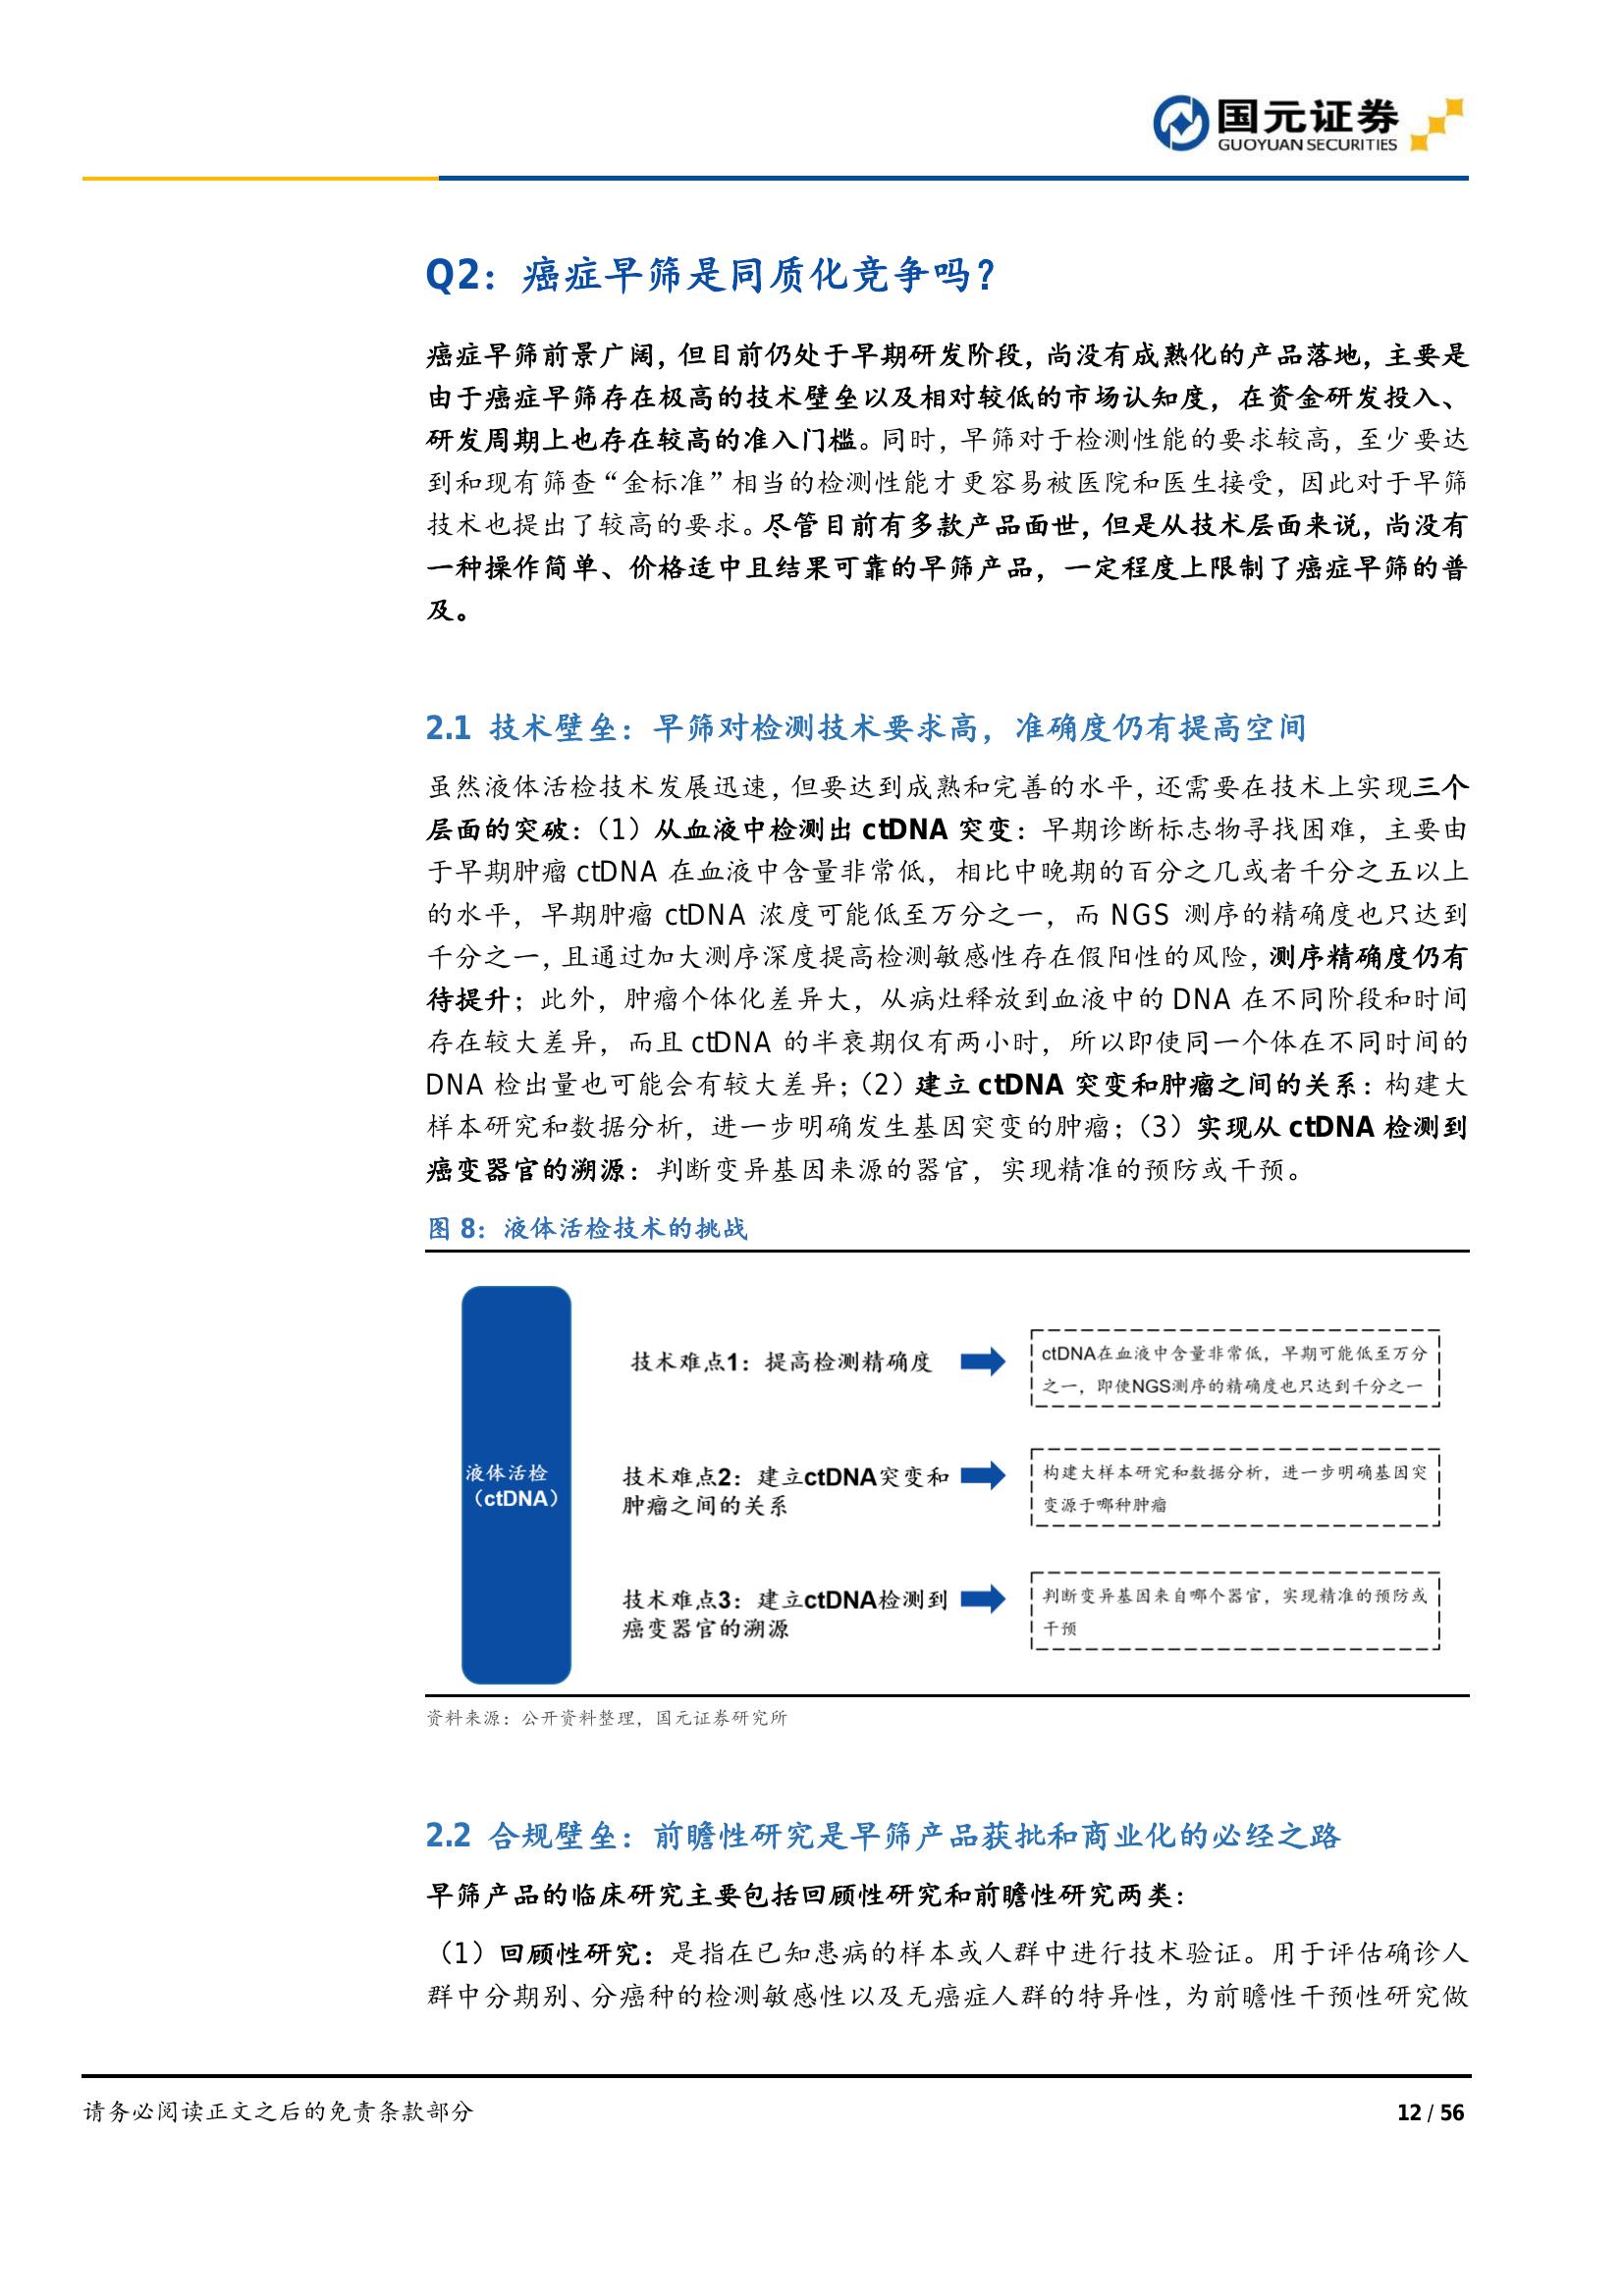 国元证券
GUOYUAN SECURITIES
Q2：癌症早筛是同质化竞争吗？
癌症早筛前景广阔，但目前仍处于早期研发阶段，尚没有成熟化的产品落地，主要是
由于癌症早筛存在极高的技术壁垒以及相对较低的市场认知度，在资金研发投入、
研发周期上也存在较高的准入门槛。同时，早筛对于检测性能的要求较高，至少要达
到和现有筛查“金标准”相当的检测性能才更容易被医院和医生接受，因此对于早筛
技术也提出了较高的要求。尽管目前有多款产品面世，但是从技术层面来说，尚没有
一种操作简单、价格适中且结果可靠的早筛产品，一定程度上限制了癌症早筛的普
及。
2.1 技术壁垒：早筛对检测技术要求高，准确度仍有提高空间
虽然液体活检技术发展迅速，但要达到成熟和完善的水平，还需要在技术上实现三个
层面的突破：（1）从血液中检测出 ctDNA 突变：早期诊断标志物寻找困难，主要由
于早期肿瘤 ctDNA 在血液中含量非常低，相比中晚期的百分之几或者千分之五以上
的水平，早期肿瘤 ctDNA 浓度可能低至万分之一，而 NGS 测序的精确度也只达到
千分之一，且通过加大测序深度提高检测敏感性存在假阳性的风险，测序精确度仍有
待提升；此外，肿瘤个体化差异大，从病灶释放到血液中的 DNA 在不同阶段和时间
存在较大差异，而且 ctDNA 的半衰期仅有两小时，所以即使同一个体在不同时间的
DNA 检出量也可能会有较大差异；（2）建立 ctDNA 突变和肿瘤之间的关系：构建大
样本研究和数据分析，进一步明确发生基因突变的肿瘤；（3）实现从 ctDNA 检测到
癌变器官的溯源：判断变异基因来源的器官，实现精准的预防或干预。
图 8：液体活检技术的挑战
液体活检
（ctDNA）
技术难点1：提高检测精确度
ctDNA在血液中含量非常低，早期可能低至万分
之一，即使NGS测序的精确度也只达到千分之一
技术难点2：建立ctDNA突变和
肿瘤之间的关系
构建大样本研究和数据分析，进一步明确基因突
变源于哪种肿瘤
技术难点3：建立ctDNA检测到
癌变器官的溯源
判断变异基因来自哪个器官，实现精准的预防或
干预
资料来源：公开资料整理，国元证券研究所
2.2 合规壁垒：前瞻性研究是早筛产品获批和商业化的必经之路
早筛产品的临床研究主要包括回顾性研究和前瞻性研究两类：
（1）回顾性研究：是指在已知患病的样本或人群中进行技术验证。用于评估确诊人
群中分期别、分癌种的检测敏感性以及无癌症人群的特异性，为前瞻性干预性研究做
请务必阅读正文之后的免责条款部分
12 / 56